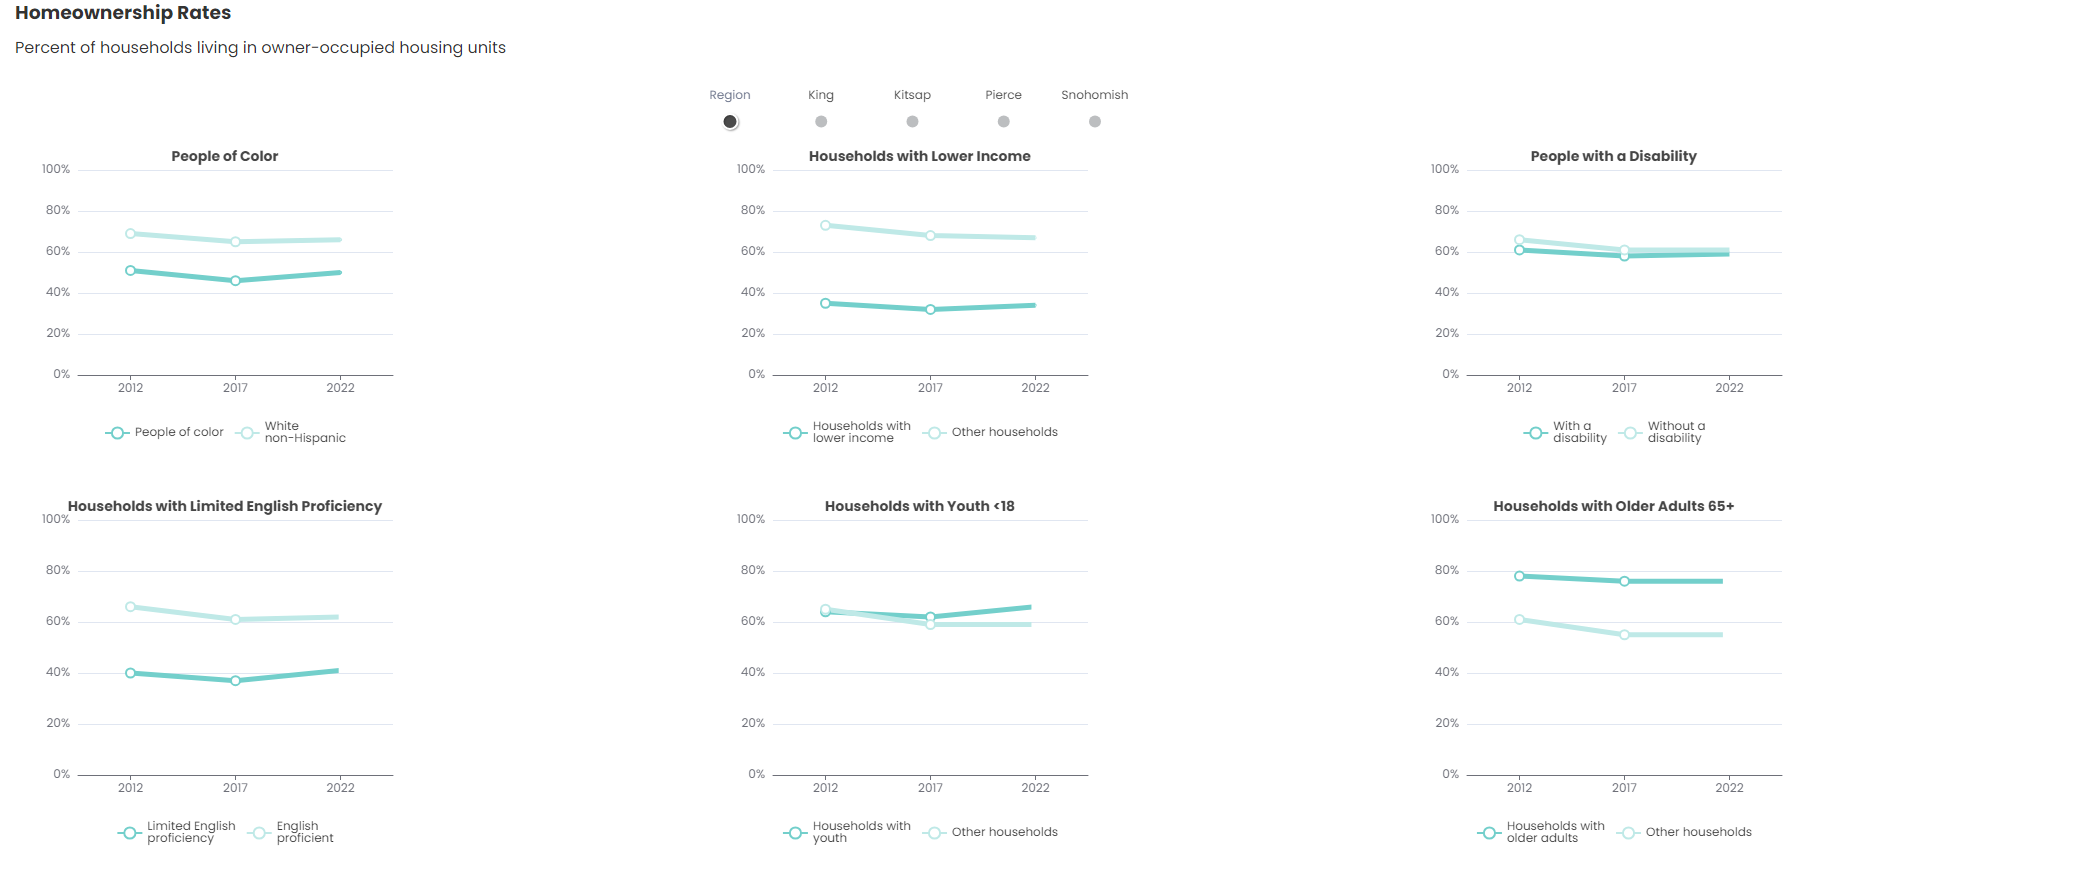 Homeownership Rates
Percent of households living in owner-occupied housing units
Region King Kitsap Pierce Snohomish
People of Color
100%
80%
60%
40%
20%
0%
2012 2017 2022
People of color
White
non-Hispanic
Households with Lower Income
100%
80%
60%
40%
20%
0%
2012 2017 2022
Households with
lower income
Other households
People with a Disability
100%
80%
60%
40%
20%
0%
2012 2017 2022
With a
disability
Without a
disability
Households with Limited English Proficiency
100%
80%
60%
40%
20%
0%
2012 2017 2022
Limited English
proficiency
English
proficient
Households with Youth <18
100%
80%
60%
40%
20%
0%
2012 2017 2022
Households with
youth
Other households
Households with Older Adults 65+
100%
80%
60%
40%
20%
0%
2012 2017 2022
Households with
older adults
Other households